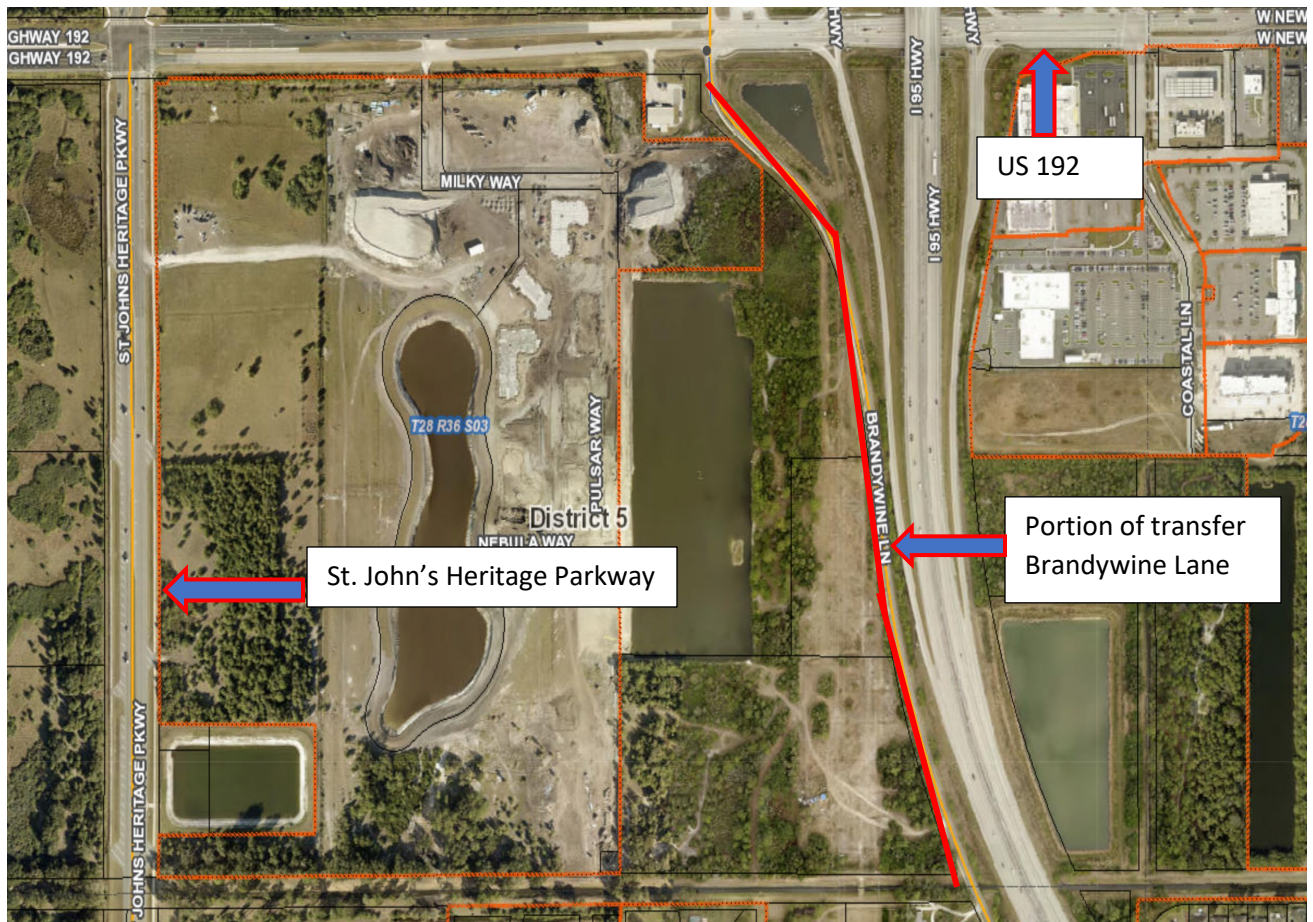 GHWAY 192
GHWAY 192
W NEW
W NEW
HWY
I 95 HWY
HWY
US 192
ST JOHNS HERITAGE PKWY
MILKY WAY
I 95 HWY
COASTAL LN
T28 R36 S03
PULSAR WAY
BRANDYWINE LN
T28
District 5
NEBULA WAY
Portion of transfer
Brandywine Lane
St. John’s Heritage Parkway
JOHNS HERITAGE PKWY